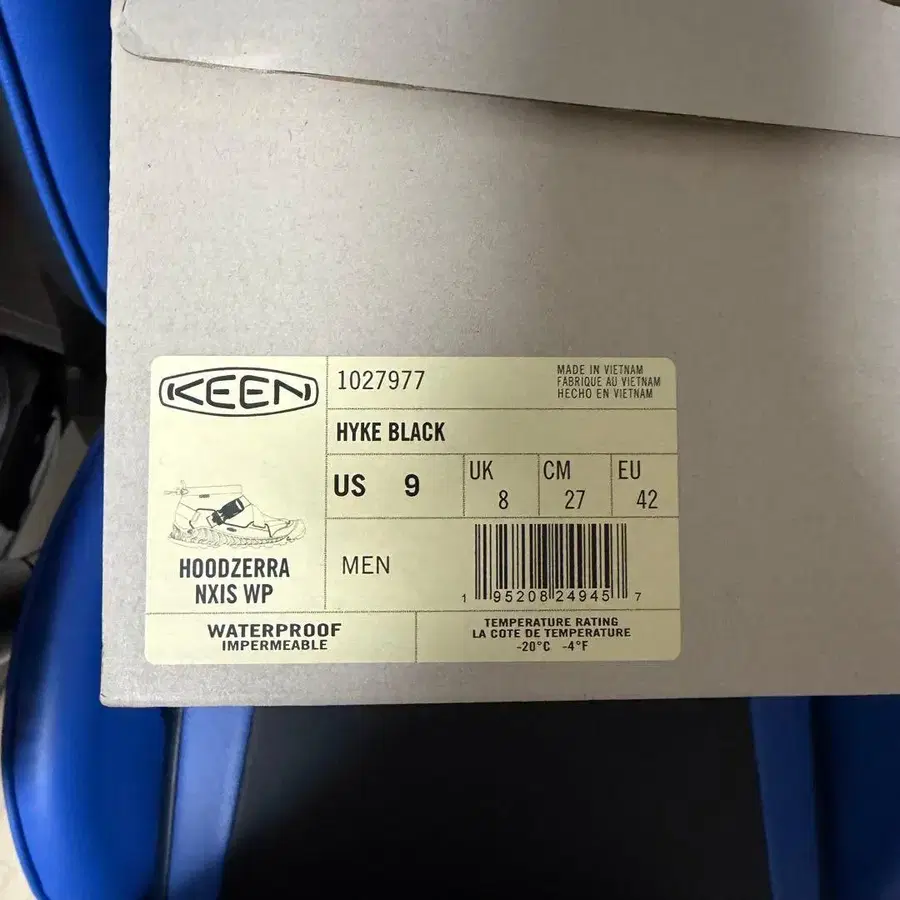 KEEN
1027977
MADE IN VIETNAM
FABRIQUE AU VIETNAM
HECHO EN VIETNAM
HYKE BLACK
US 9
UK 8
CM 27
EU 42
HOODZERRA
NXIS WP
MEN
1 95208 24945 7
WATERPROOF
IMPERMEABLE
TEMPERATURE RATING
LA COTE DE TEMPERATURE
-20°C -4°F